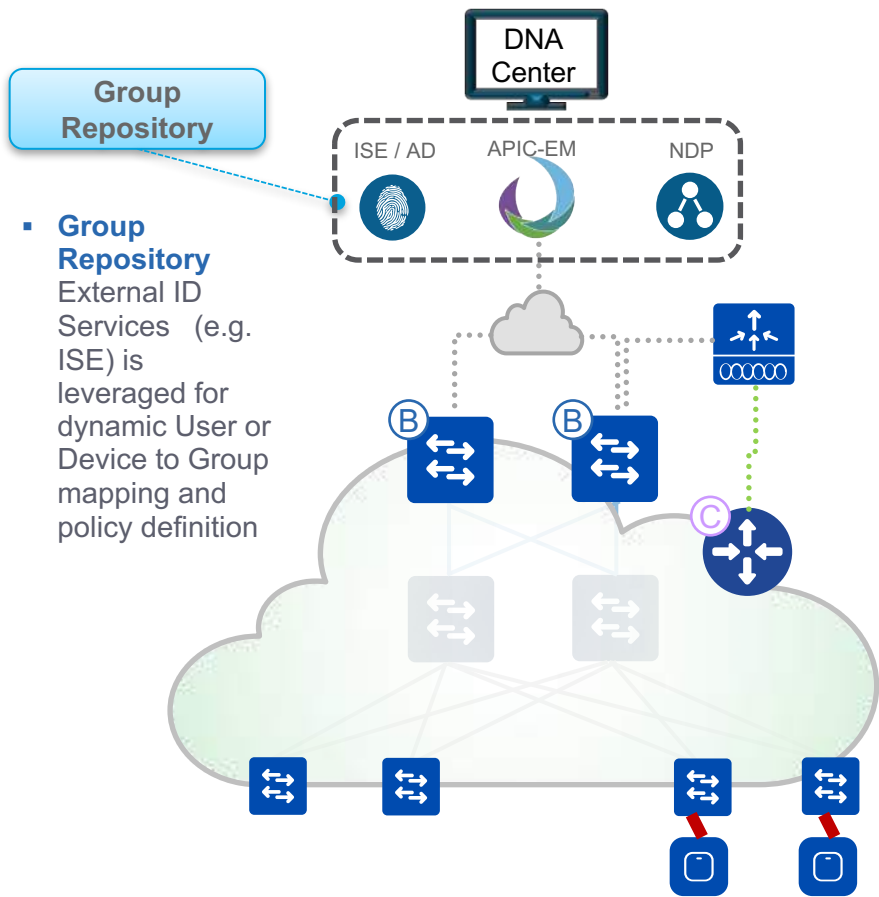 DNA
Center
Group
Repository
ISE / AD
APIC-EM
NDP
▪ Group
Repository
External ID
Services (e.g.
ISE) is
leveraged for
dynamic User or
Device to Group
mapping and
policy definition
B
B
C